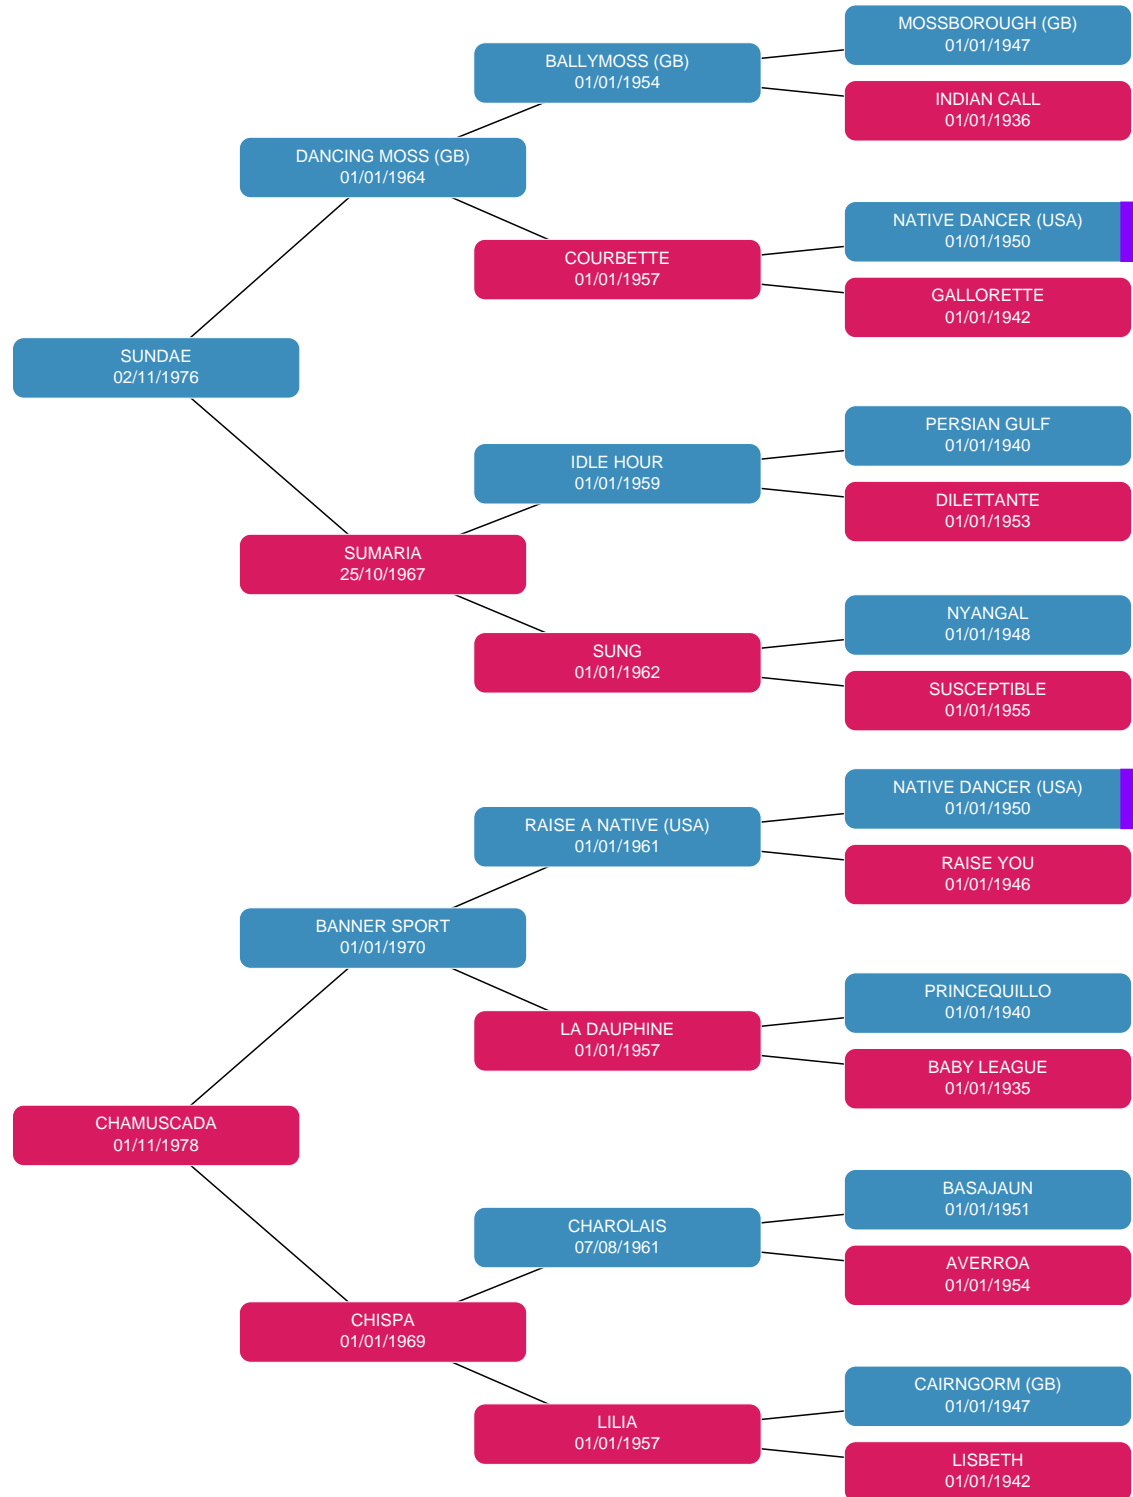 MOSSBOROUGH (GB)
01/01/1947
BALLYMOSS (GB)
01/01/1954
INDIAN CALL
01/01/1936
DANCING MOSS (GB)
01/01/1964
NATIVE DANCER (USA)
01/01/1950
COURBETTE
01/01/1957
GALLORETTE
01/01/1942
SUNDAE
02/11/1976
PERSIAN GULF
01/01/1940
IDLE HOUR
01/01/1959
DILETTANTE
01/01/1953
SUMARIA
25/10/1967
NYANGAL
01/01/1948
SUNG
01/01/1962
SUSCEPTIBLE
01/01/1955
NATIVE DANCER (USA)
01/01/1950
RAISE A NATIVE (USA)
01/01/1961
RAISE YOU
01/01/1946
BANNER SPORT
01/01/1970
PRINCEQUILLO
01/01/1940
LA DAUPHINE
01/01/1957
BABY LEAGUE
01/01/1935
CHAMUSCADA
01/11/1978
BASAJAUN
01/01/1951
CHAROLAIS
07/08/1961
AVERROA
01/01/1954
CHISPA
01/01/1969
CAIRNGORM (GB)
01/01/1947
LILIA
01/01/1957
LISBETH
01/01/1942